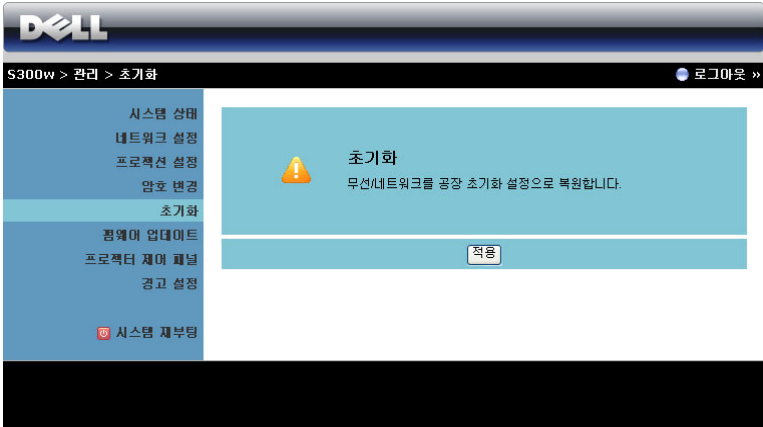 DELL
S300w > 관리 > 초기화
로그아웃 »
시스템 상태
네트워크 설정
프로젝션 설정
암호 변경
초기화
펌웨어 업데이트
프로젝터 제어 패널
경고 설정
시스템 재부팅
초기화
무선/네트워크를 공장 초기화 설정으로 복원합니다.
적용